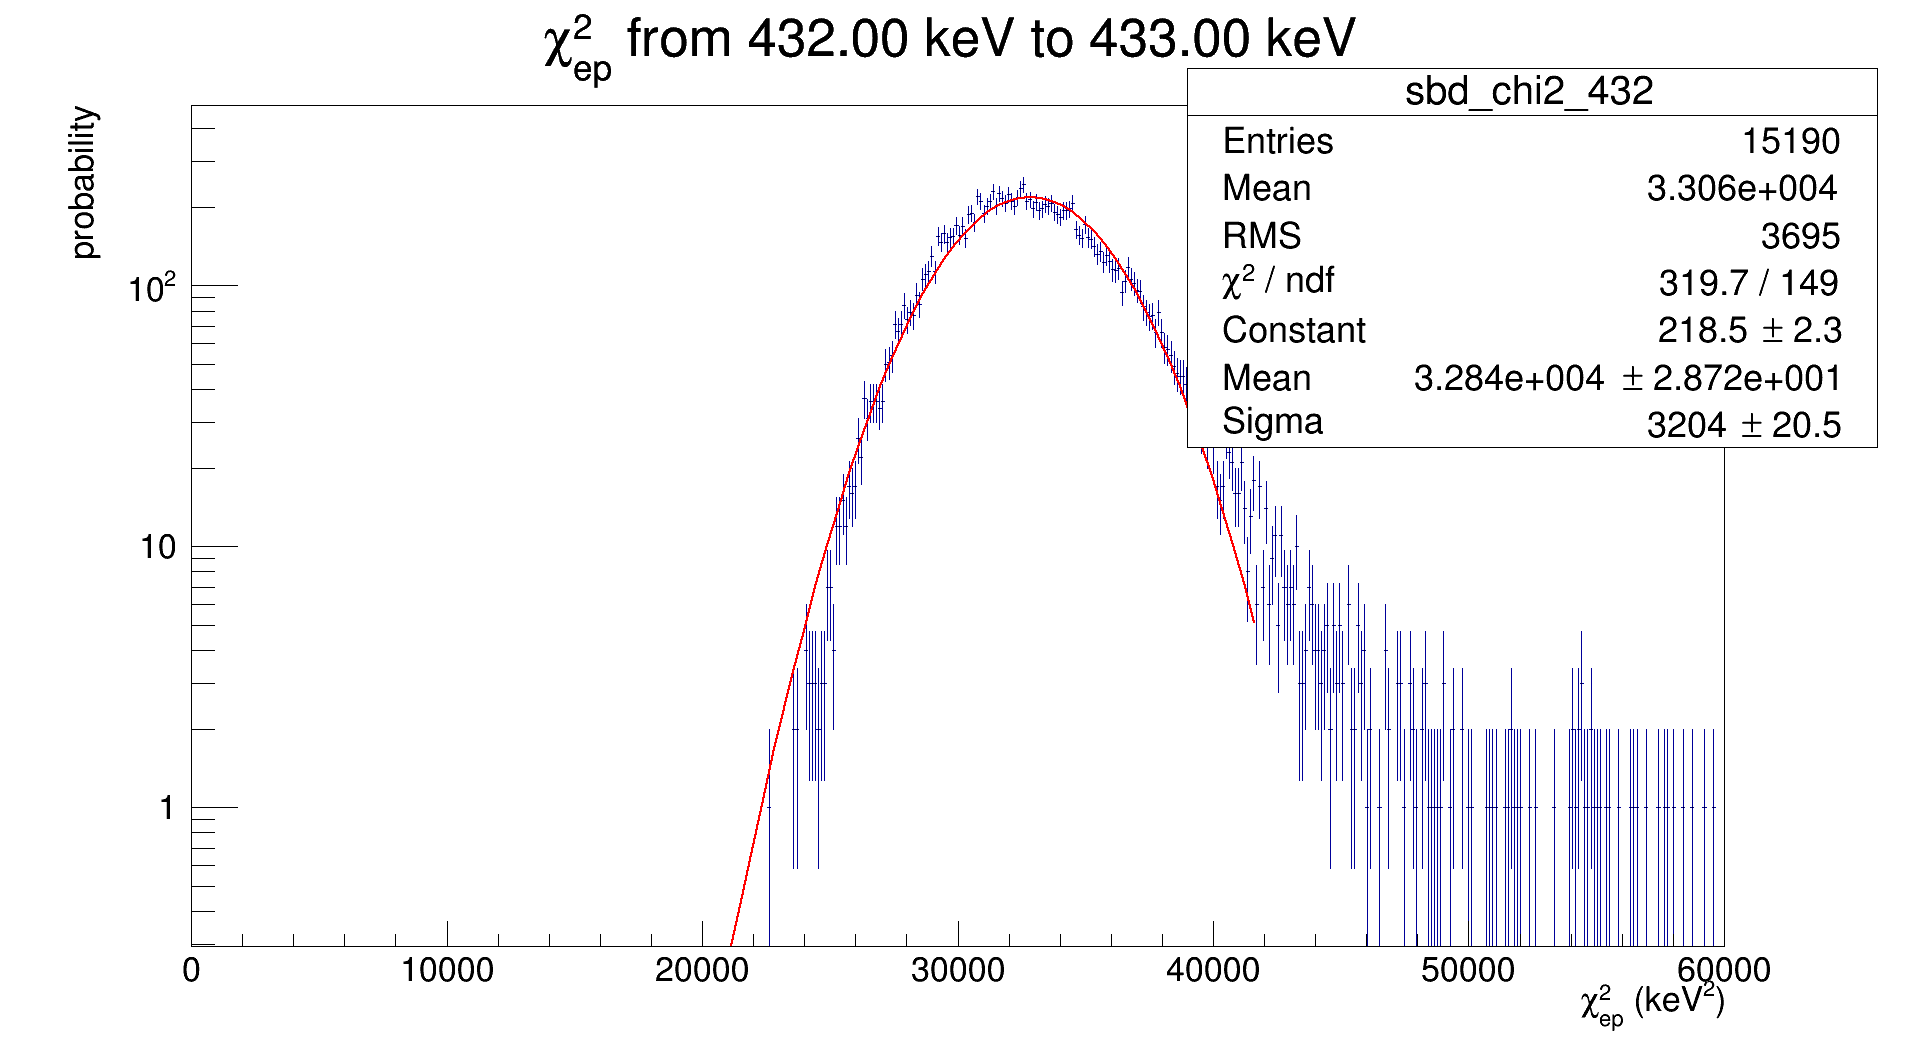 χ²ep from 432.00 keV to 433.00 keV
probability
sbd_chi2_432
Entries 15190
Mean 3.306e+004
RMS 3695
χ² / ndf 319.7 / 149
Constant 218.5 ± 2.3
Mean 3.284e+004 ± 2.872e+001
Sigma 3204 ± 20.5
10²
10
1
0 10000 20000 30000 40000 50000 60000
χ²ep (keV²)